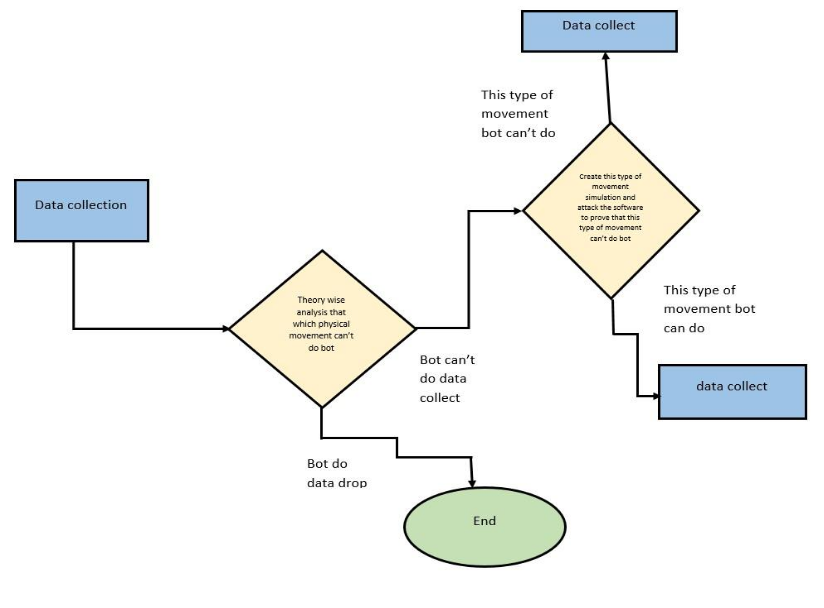 Data collect
This type of
movement
bot can't do
Create this type of
movement
simulation and
attack the software
to prove that this
type of movement
can't do bot
Data collection
Theory wise
analysis that
which physical
movement can't
do bot
This type of
movement bot
can do
Bot can't
do data
collect
data collect
Bot do
data drop
End